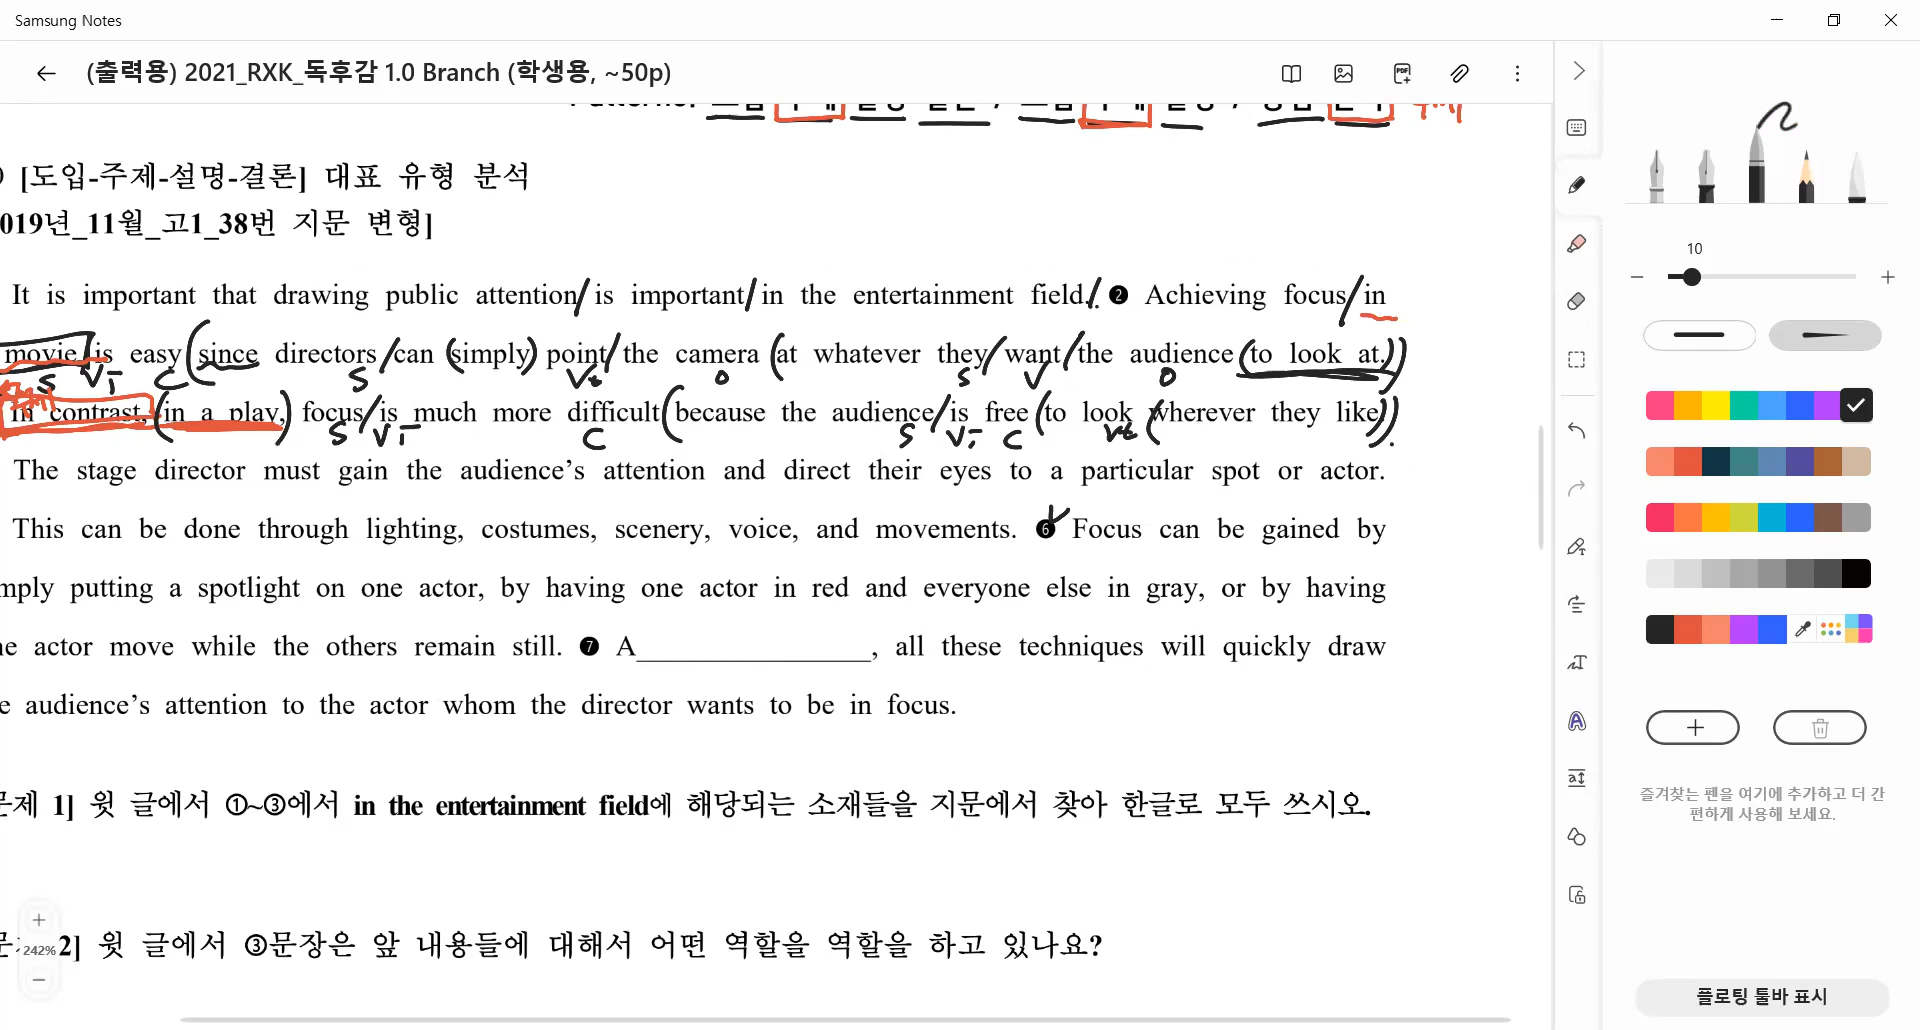 Samsung Notes
(출력용) 2021_RXK_독후감 1.0 Branch (학생용, ~50p)
[도입-주제-설명-결론] 대표 유형 분석
019년_11월_고1_38번 지문 변형]
It is important that drawing public attention/is important/in the entertainment field./. ❷ Achieving focus/in
movie/is easy(since directors/can (simply) point/the camera (at whatever they/want/the audience (to look at.))
S V C S Vt O S V O
In contrast, (in a play,) focus/is much more difficult(because the audience/is free(to look (wherever they like))).
S V C S V C Vt
The stage director must gain the audience's attention and direct their eyes to a particular spot or actor.
This can be done through lighting, costumes, scenery, voice, and movements. ❻ Focus can be gained by
mply putting a spotlight on one actor, by having one actor in red and everyone else in gray, or by having
e actor move while the others remain still. ❼ A________________, all these techniques will quickly draw
e audience's attention to the actor whom the director wants to be in focus.
문제 1] 윗 글에서 ①~③에서 in the entertainment field에 해당되는 소재들을 지문에서 찾아 한글로 모두 쓰시오.
2] 윗 글에서 ③문장은 앞 내용들에 대해서 어떤 역할을 역할을 하고 있나요?
242%
10
즐겨찾는 펜을 여기에 추가하고 더 간
편하게 사용해 보세요.
플로팅 툴바 표시